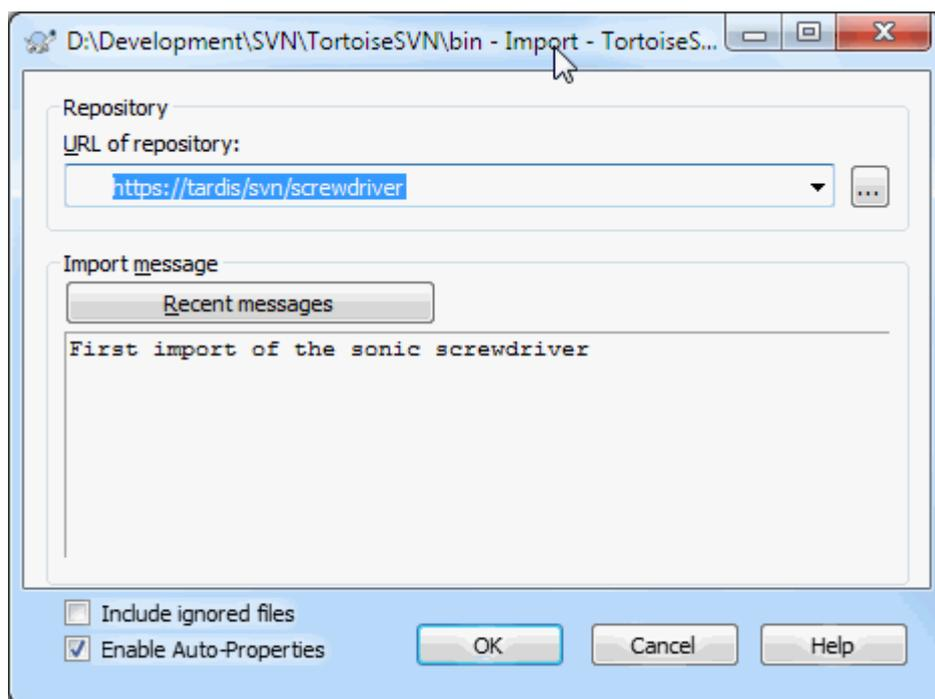 D:\Development\SVN\TortoiseSVN\bin - Import - TortoiseS...
Repository
URL of repository:
https://tardis/svn/screwdriver
...
Import message
Recent messages
First import of the sonic screwdriver
Include ignored files
Enable Auto-Properties
OK
Cancel
Help